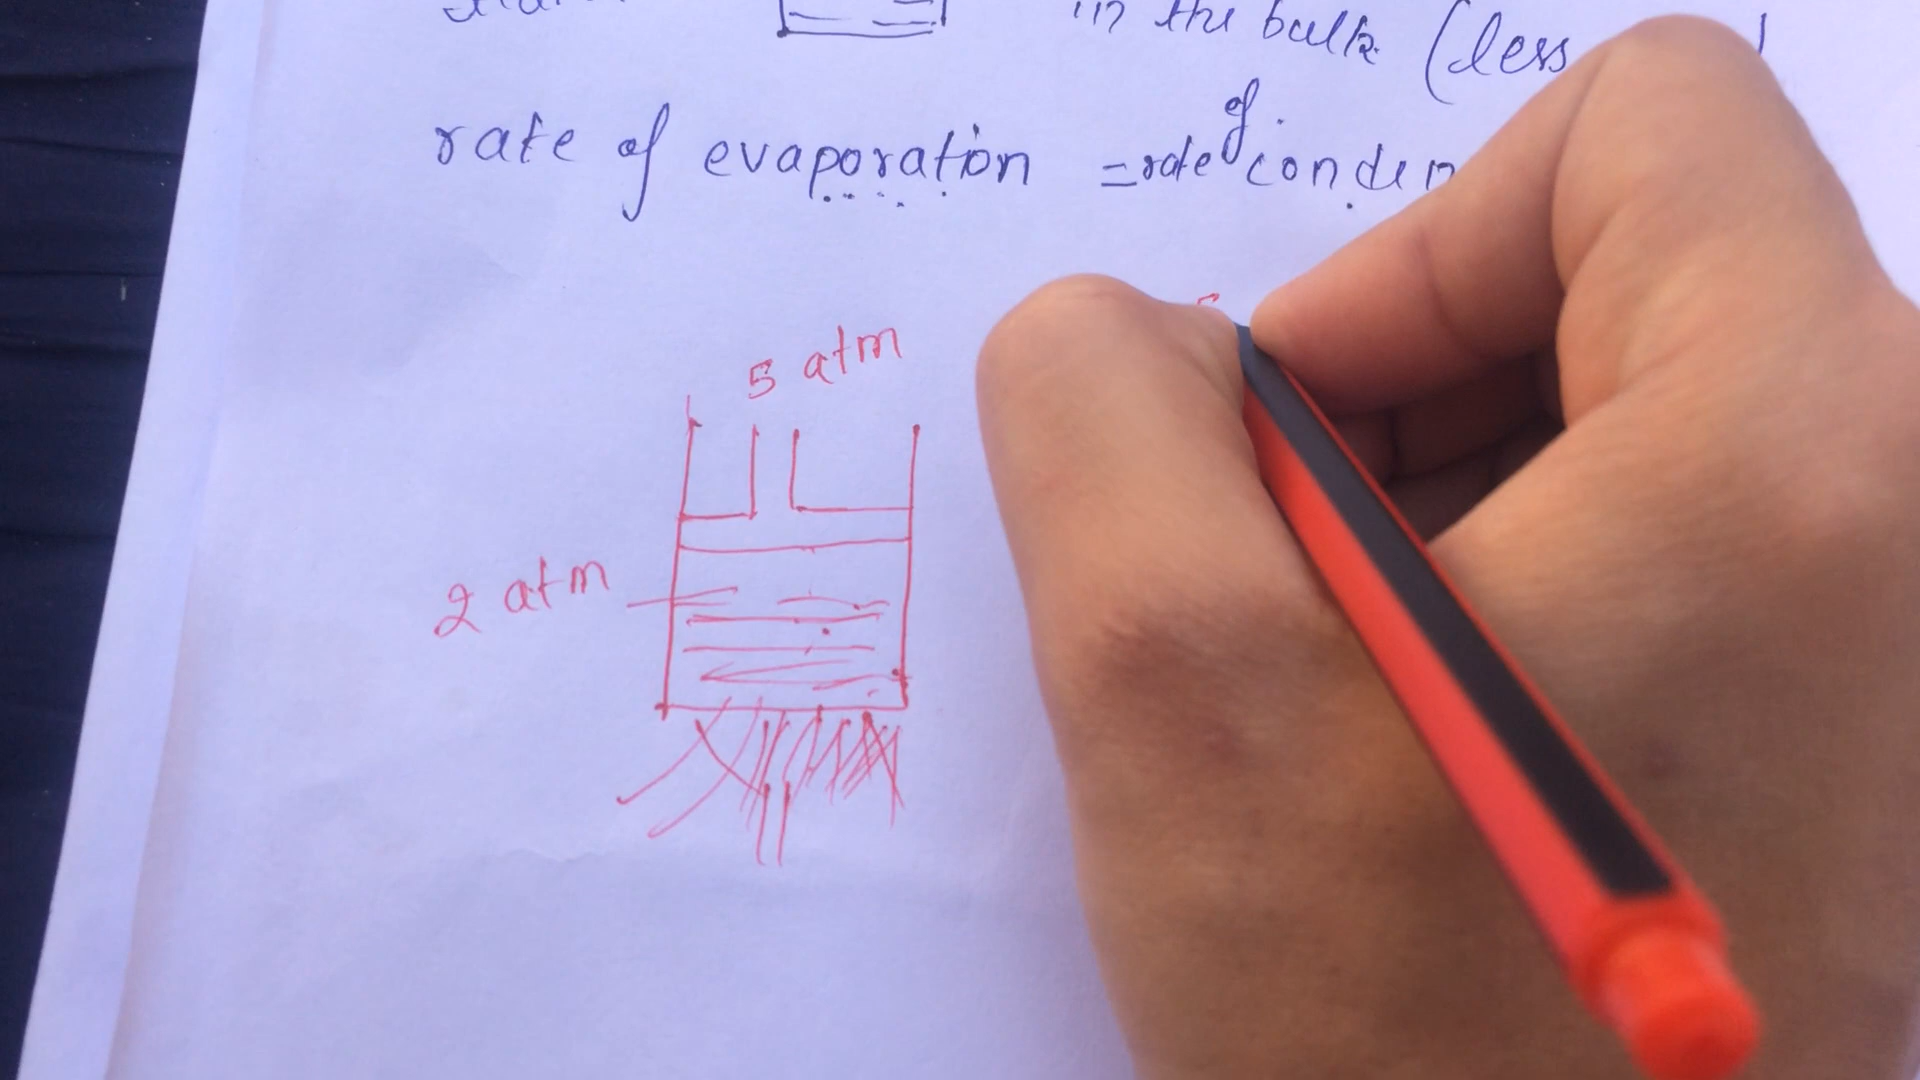 in the bulk (less
rate of evaporation = rate of conden
5 atm
2 atm